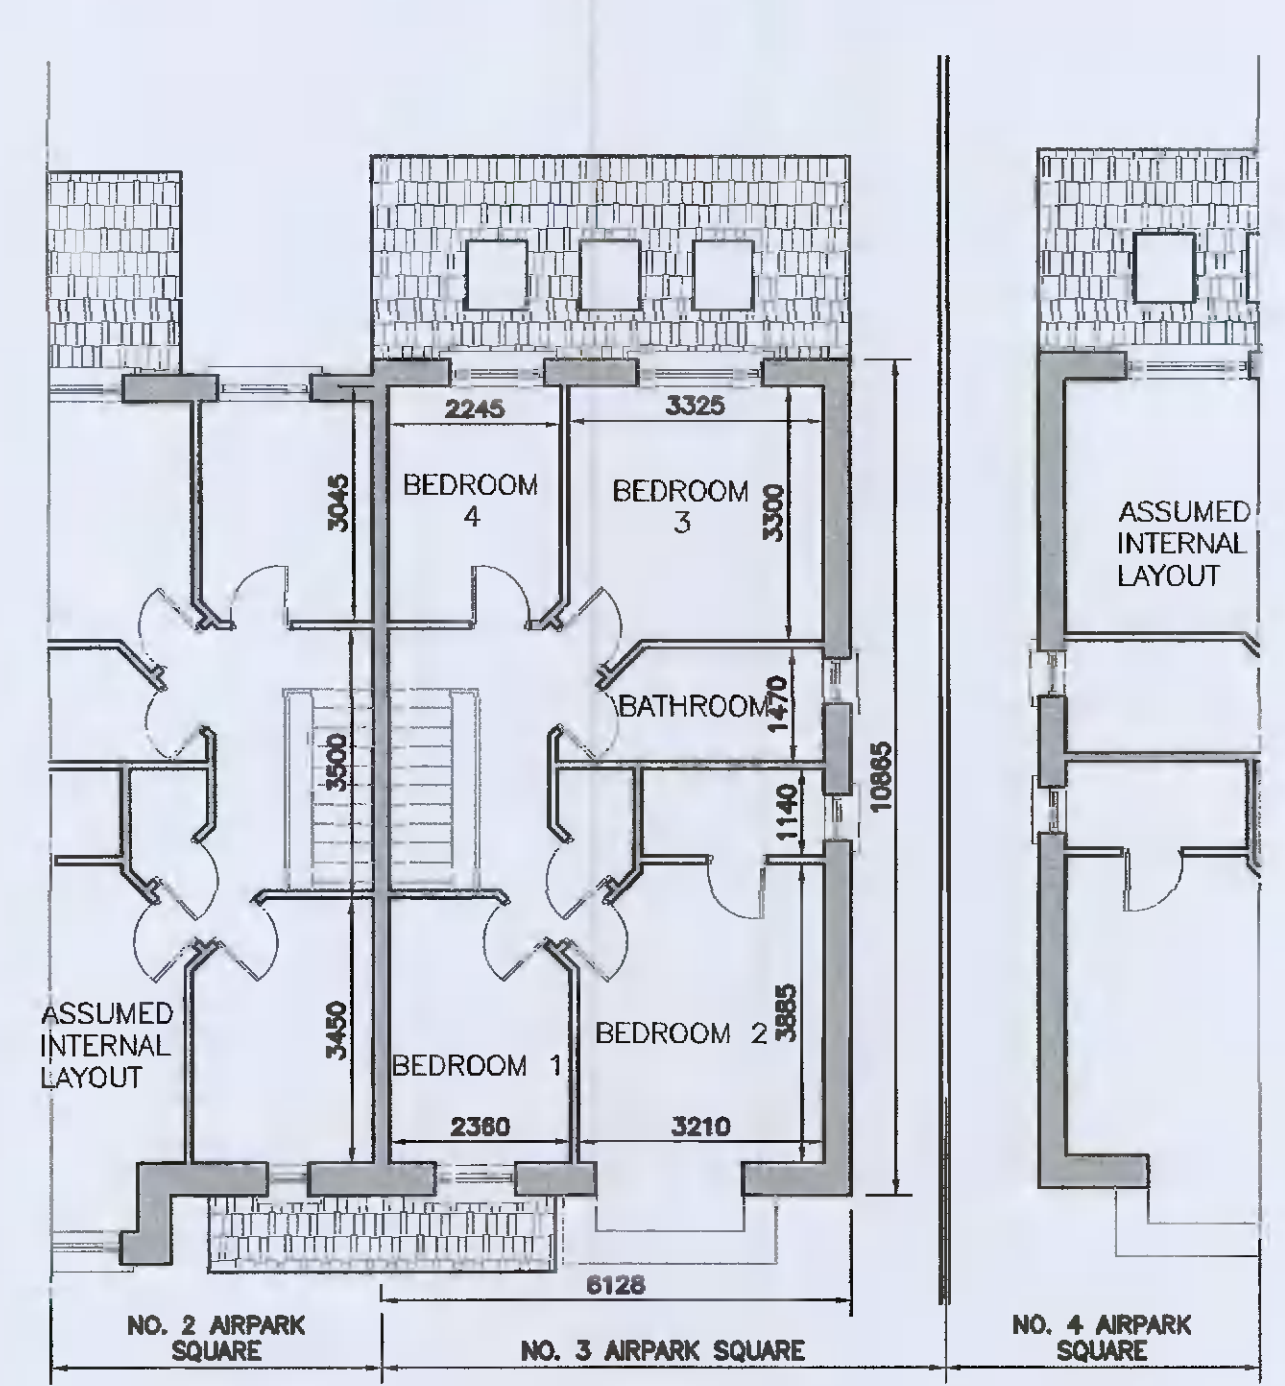 2245
3325
3045
BEDROOM
4
BEDROOM
3
3300
ASSUMED
INTERNAL
LAYOUT
BATHROOM
1470
3500
10865
1140
3450
ASSUMED
INTERNAL
LAYOUT
BEDROOM 1
BEDROOM 2
3885
2360
3210
6128
NO. 2 AIRPARK
SQUARE
NO. 3 AIRPARK SQUARE
NO. 4 AIRPARK
SQUARE